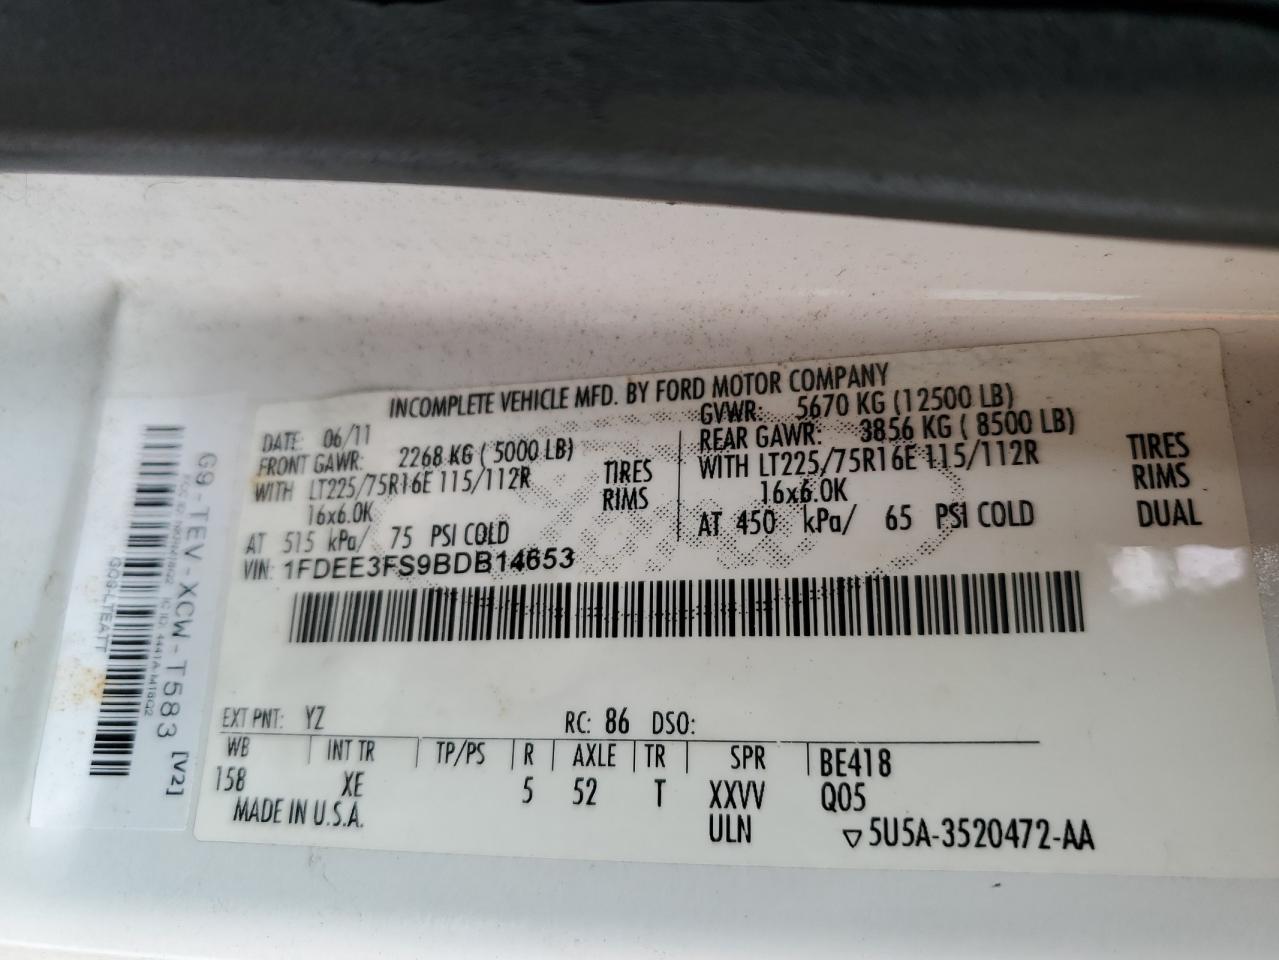 INCOMPLETE VEHICLE MFD. BY FORD MOTOR COMPANY
DATE: 06/11
GVWR: 5670 KG (12500 LB)
FRONT GAWR: 2268 KG ( 5000 LB)
REAR GAWR: 3856 KG ( 8500 LB)
WITH LT225/75R16E 115/112R TIRES
WITH LT225/75R16E 115/112R TIRES
16x6.0K RIMS
16x6.0K RIMS
AT 515 kPa/ 75 PSI COLD
AT 450 kPa/ 65 PSI COLD DUAL
VIN: 1FDEE3FS9BDB14653
EXT PNT: YZ RC: 86 DSO:
WB INT TR TP/PS R AXLE TR SPR BE418
158 XE 5 52 T XXVV Q05
MADE IN U.S.A. ULN 5U5A-3520472-AA
G9-TEV-XCW-T583 [V2]